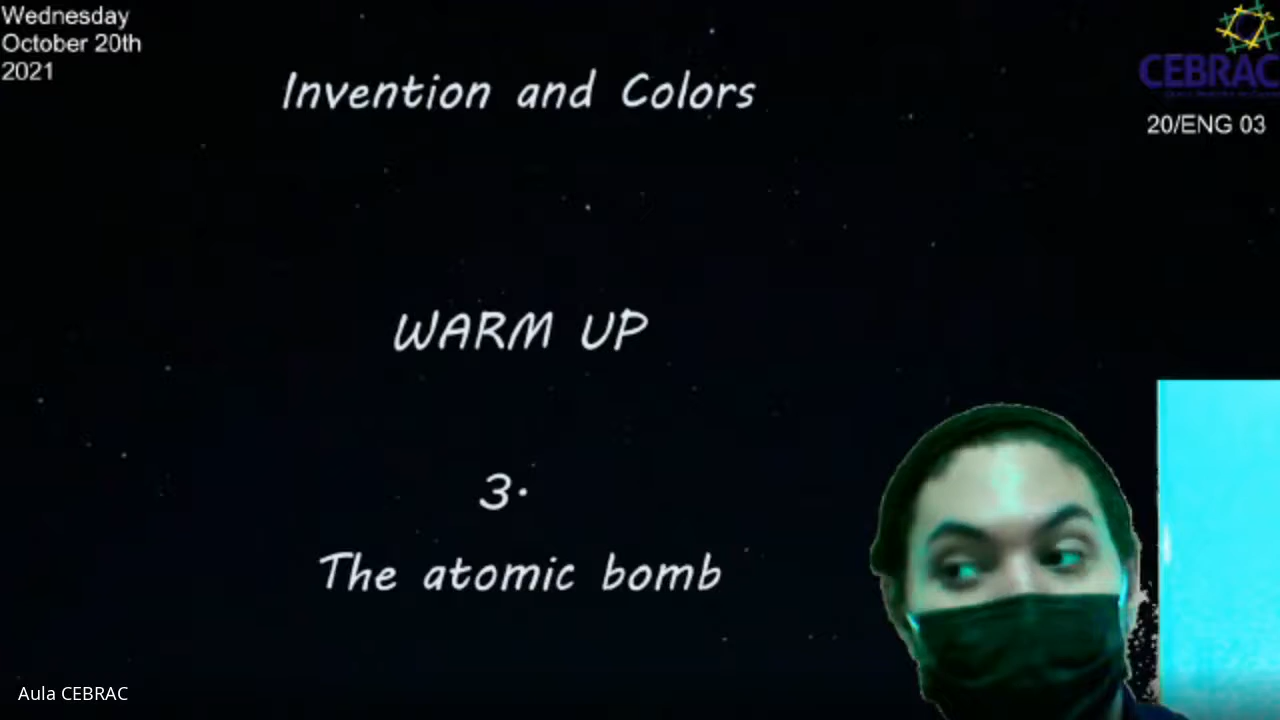 Wednesday
October 20th
2021
Invention and Colors
CEBRAC
20/ENG 03
WARM UP
3.
The atomic bomb
Aula CEBRAC